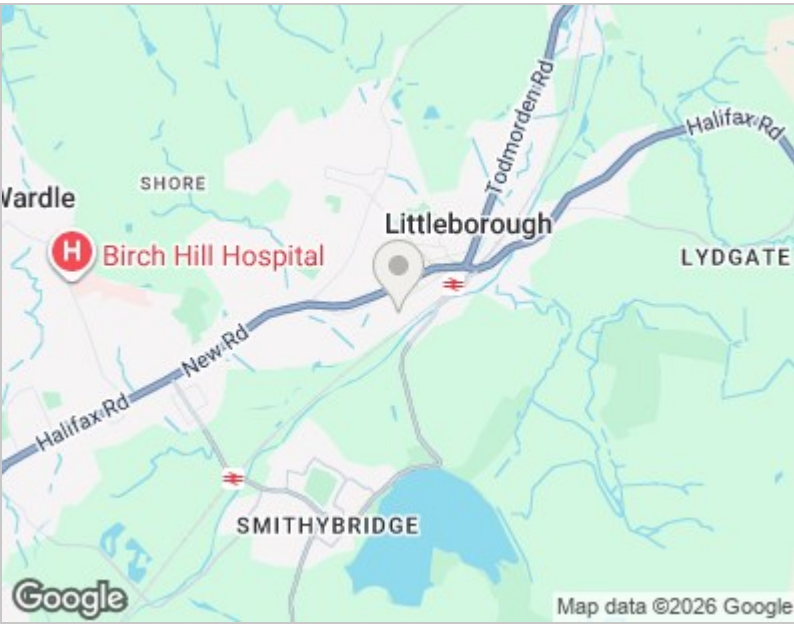 Todmorden Rd
Halifax Rd
SHORE
Wardle
Littleborough
H
Birch Hill Hospital
LYDGATE
New Rd
Halifax Rd
SMITHYBRIDGE
Google
Map data ©2026 Google